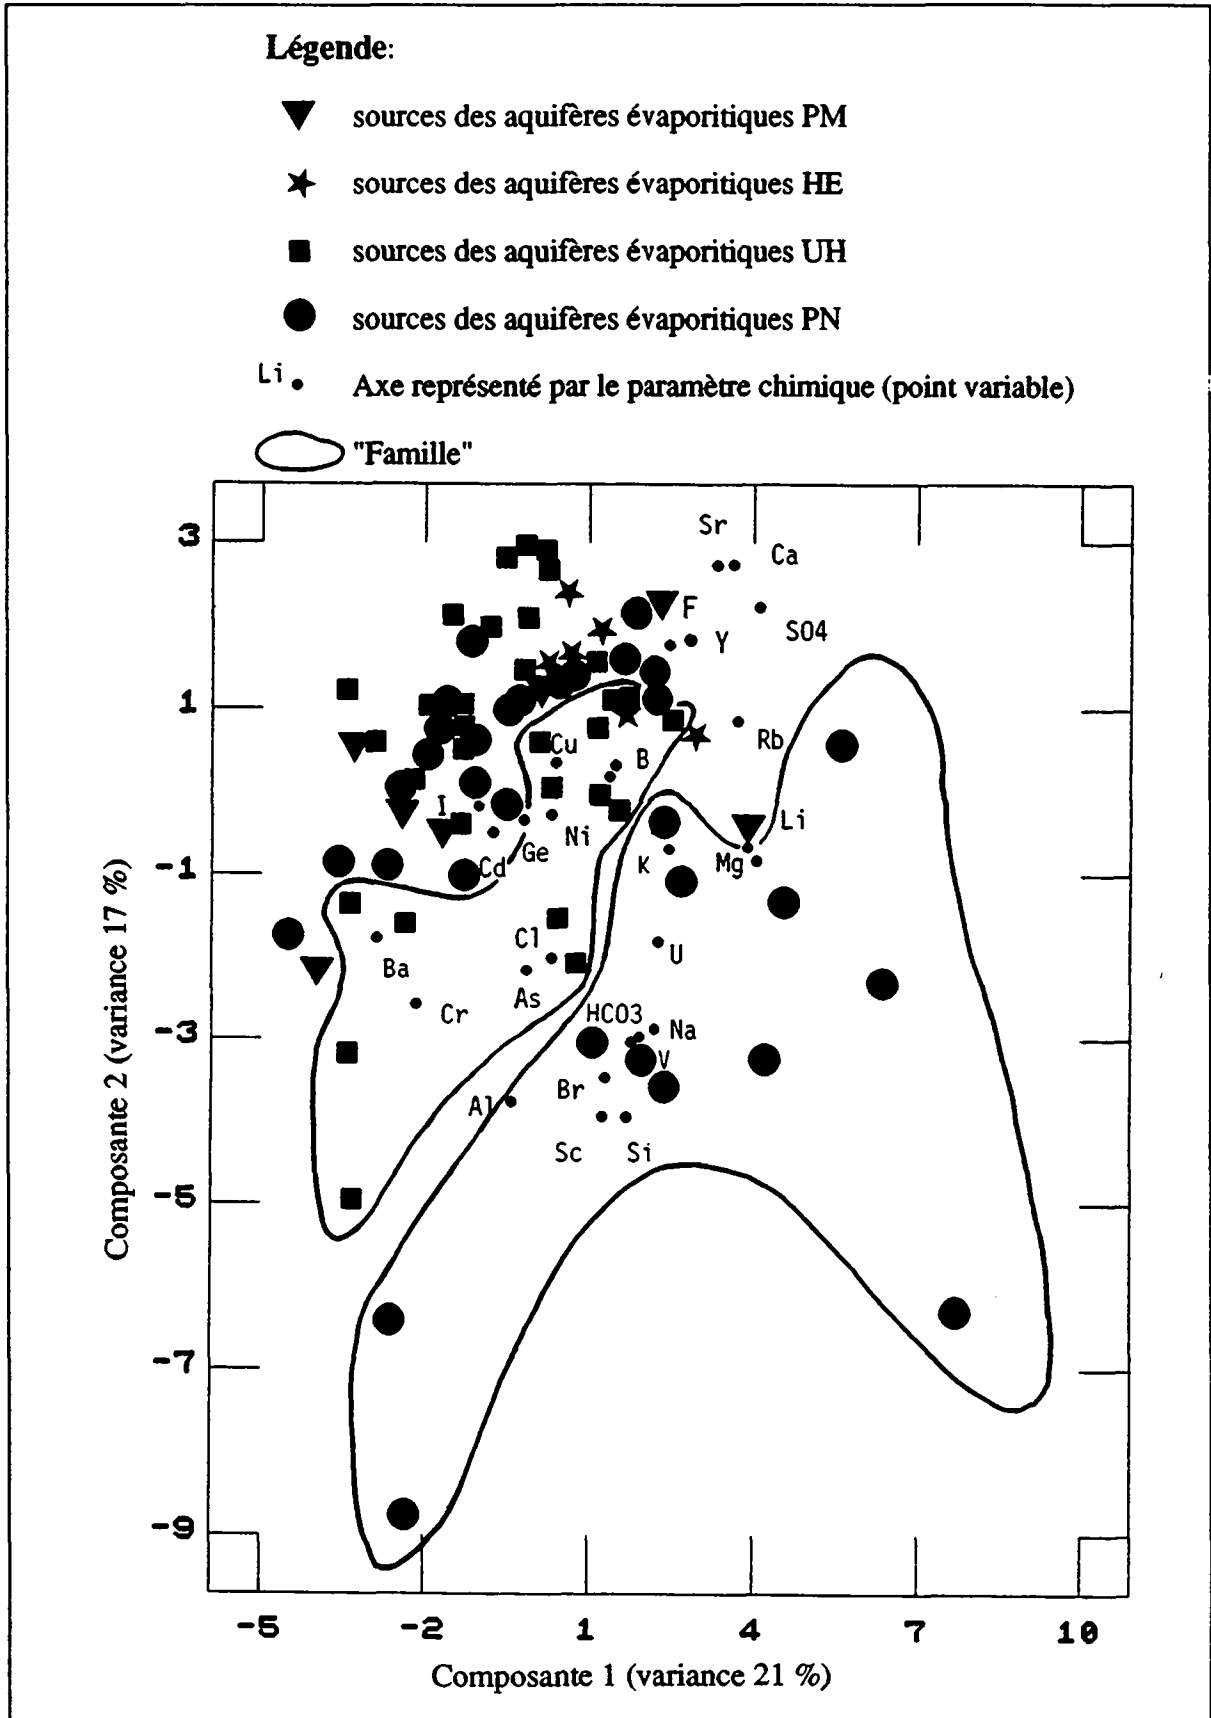 Légende:
sources des aquifères évaporitiques PM
sources des aquifères évaporitiques HE
sources des aquifères évaporitiques UH
sources des aquifères évaporitiques PN
Li
Axe représenté par le paramètre chimique (point variable)
"Famille"
Sr
3
Ca
F
SO4
Y
1
Rb
Cu
B
I
Li
Ni
Ge
Cd
K
Mg
-1
Cl
U
Ba
As
Cr
HCO3
Na
-3
V
Br
Al
Sc
Si
-5
-7
-9
Composante 2 (variance 17 %)
-5
-2
1
4
7
10
Composante 1 (variance 21 %)